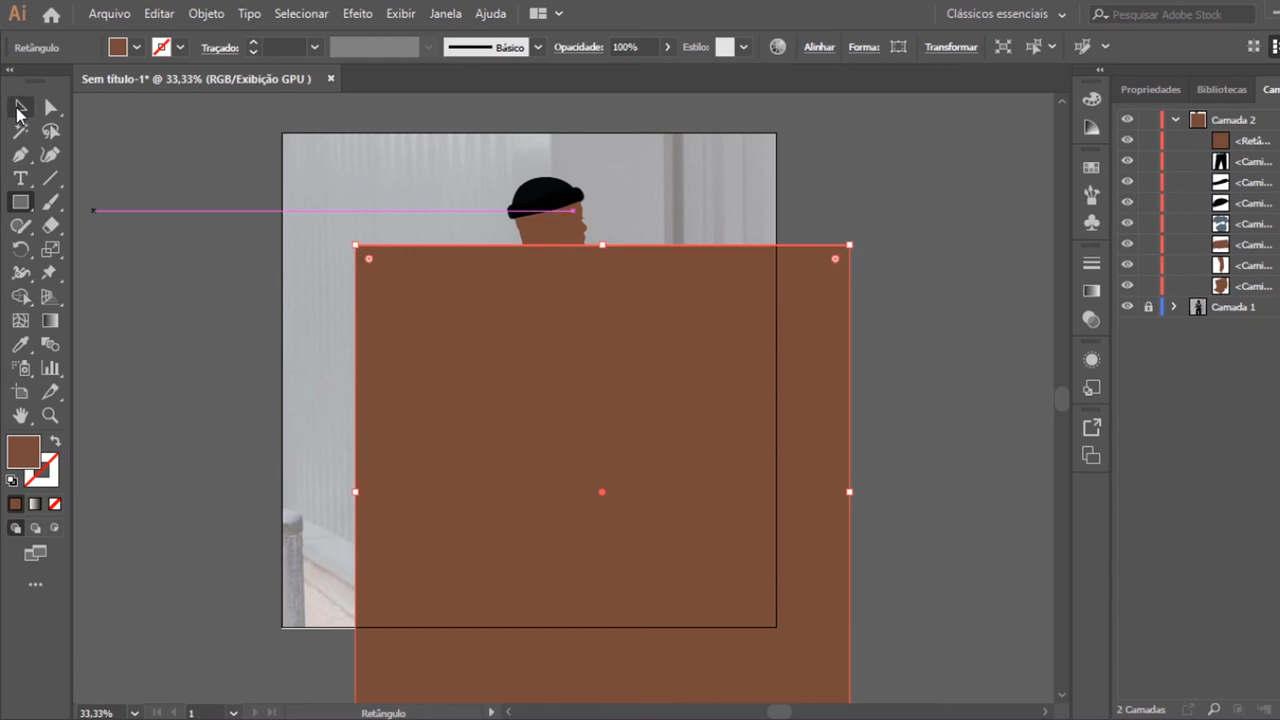 Ai Arquivo Editar Objeto Tipo Selecionar Efeito Exibir Janela Ajuda Clássicos essenciais Pesquisar Adobe Stock
Retângulo Traçado: Básico Opacidade: 100% Estilo: Alinhar Forma: Transformar
Sem título-1* @ 33,33% (RGB/Exibição GPU ) Propriedades Bibliotecas Cam
Camada 2
<Retâ...
<Cami...
<Cami...
<Cami...
<Cami...
<Cami...
<Cami...
<Cami...
Camada 1
33,33% 1 Retângulo 2 Camadas